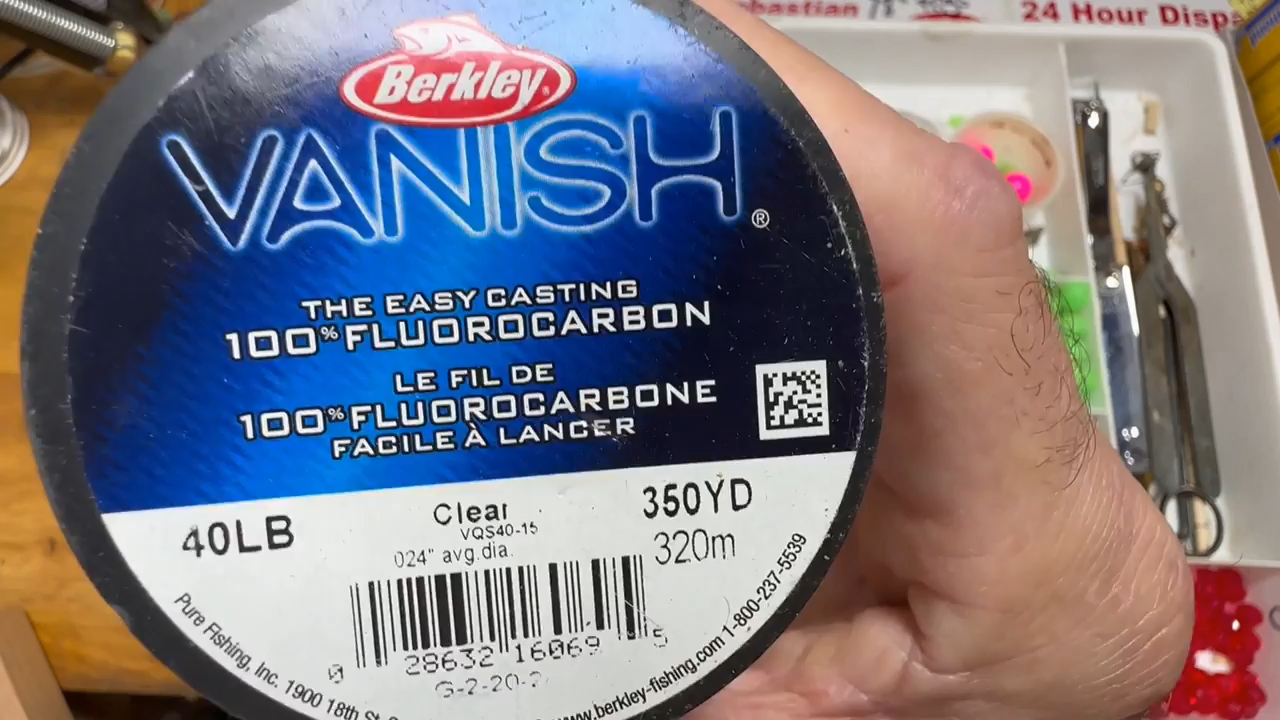 24 Hour
Berkley
VANISH®
THE EASY CASTING
100% FLUOROCARBON
LE FIL DE
100% FLUOROCARBONE
FACILE À LANCER
40LB
Clear
350YD
VQS40-15
024" avg.dia.
320m
28632 16069 5
Pure Fishing, Inc. 1900 18th St.
www.berkley-fishing.com 1-800-237-5539